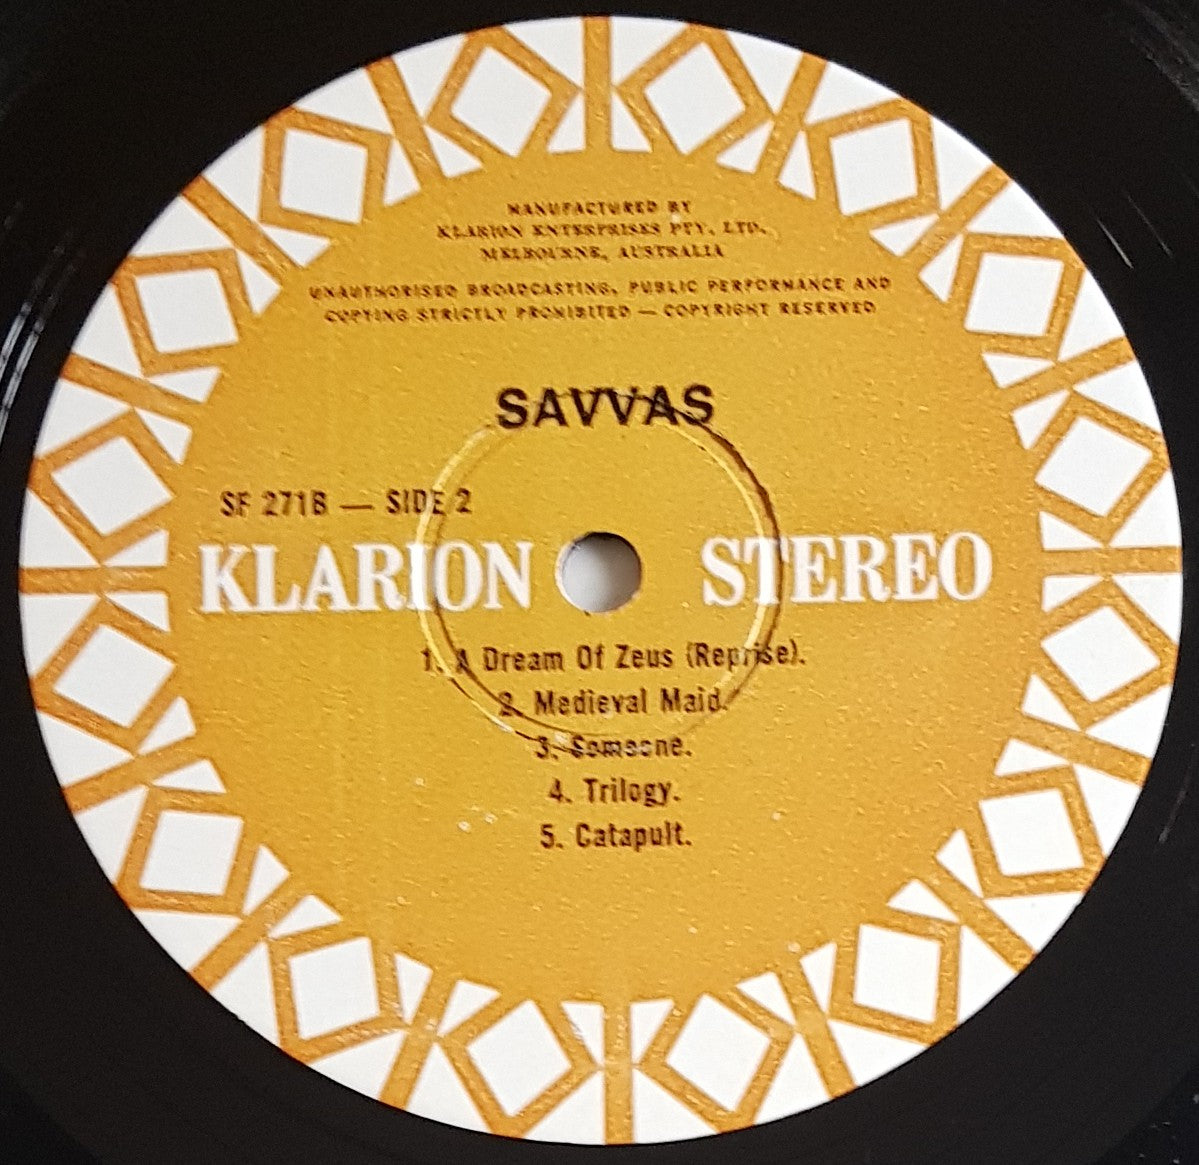 MANUFACTURED BY
KLARION ENTERPRISES PTY. LTD.
MELBOURNE, AUSTRALIA
UNAUTHORISED BROADCASTING, PUBLIC PERFORMANCE AND
COPYING STRICTLY PROHIBITED — COPYRIGHT RESERVED
SAVVAS
SF 271B — SIDE 2
KLARION STEREO
1. A Dream Of Zeus (Reprise).
2. Medieval Maid.
3. Someone.
4. Trilogy.
5. Catapult.